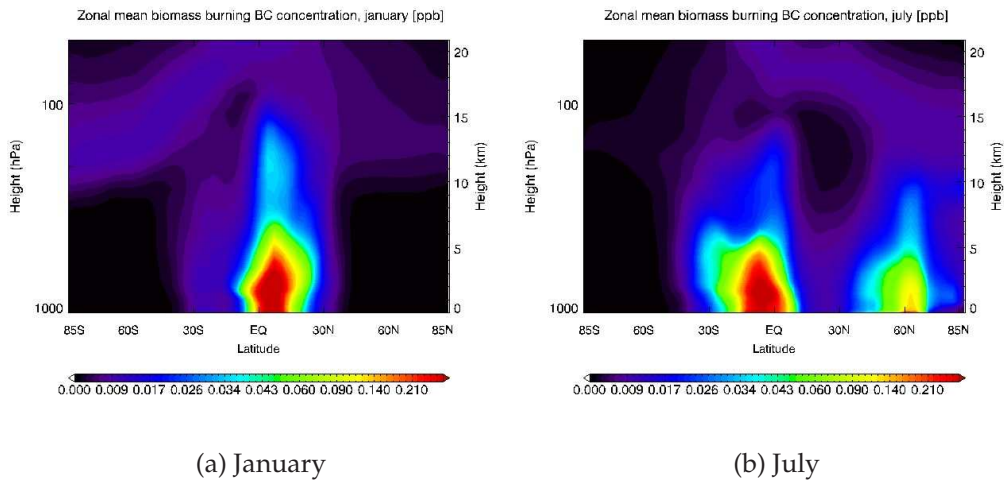 Zonal mean biomass burning BC concentration, january [ppb]
Height (hPa)
100
1000
20
15
10
5
0
Height (km)
85S 60S 30S EQ 30N 60N 85N
Latitude
0.000 0.009 0.017 0.026 0.034 0.043 0.060 0.090 0.140 0.210
(a) January
Zonal mean biomass burning BC concentration, july [ppb]
Height (hPa)
100
1000
20
15
10
5
0
Height (km)
85S 60S 30S EQ 30N 60N 85N
Latitude
0.000 0.009 0.017 0.026 0.034 0.043 0.060 0.090 0.140 0.210
(b) July